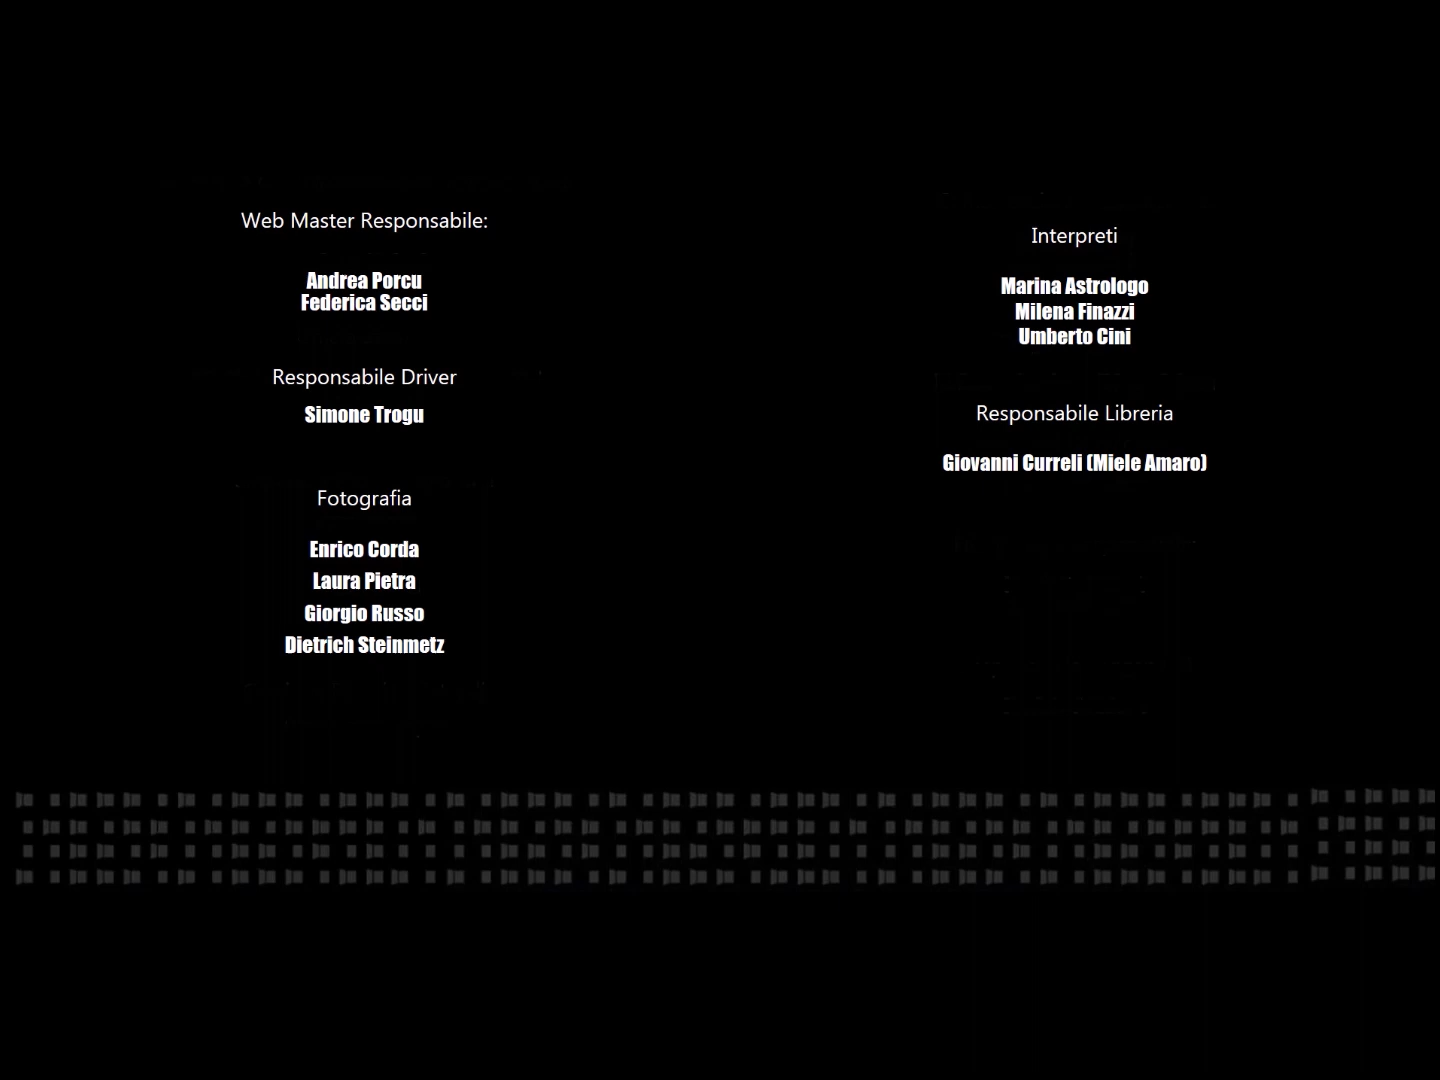 Web Master Responsabile:
Andrea Porcu
Federica Secci
Responsabile Driver
Simone Trogu
Fotografia
Enrico Corda
Laura Pietra
Giorgio Russo
Dietrich Steinmetz
Interpreti
Marina Astrologo
Milena Finazzi
Umberto Cini
Responsabile Libreria
Giovanni Curreli (Miele Amaro)